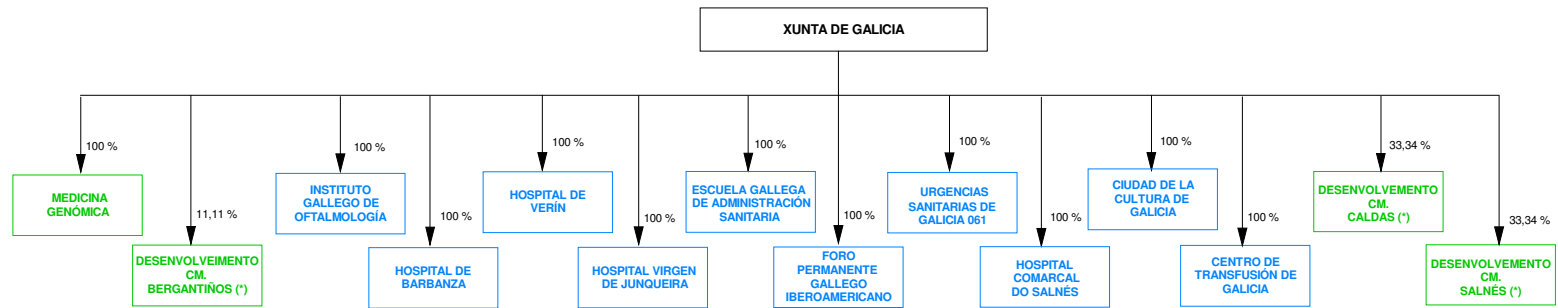 XUNTA DE GALICIA
100 %
MEDICINA
GENÓMICA
11,11 %
DESENVOLVEIMENTO
CM.
BERGANTIÑOS (*)
100 %
INSTITUTO
GALLEGO DE
OFTALMOLOGÍA
100 %
HOSPITAL DE
BARBANZA
100 %
HOSPITAL DE
VERÍN
100 %
HOSPITAL VIRGEN
DE JUNQUEIRA
100 %
ESCUELA GALLEGA
DE ADMINISTRACIÓN
SANITARIA
100 %
FORO
PERMANENTE
GALLEGO
IBEROAMERICANO
100 %
URGENCIAS
SANITARIAS DE
GALICIA 061
100 %
HOSPITAL
COMARCAL
DO SALNÉS
100 %
CIUDAD DE LA
CULTURA DE
GALICIA
100 %
CENTRO DE
TRANSFUSIÓN DE
GALICIA
33,34 %
DESENVOLVEMENTO
CM.
CALDAS (*)
33,34 %
DESENVOLVEMENTO
CM.
SALNÉS (*)